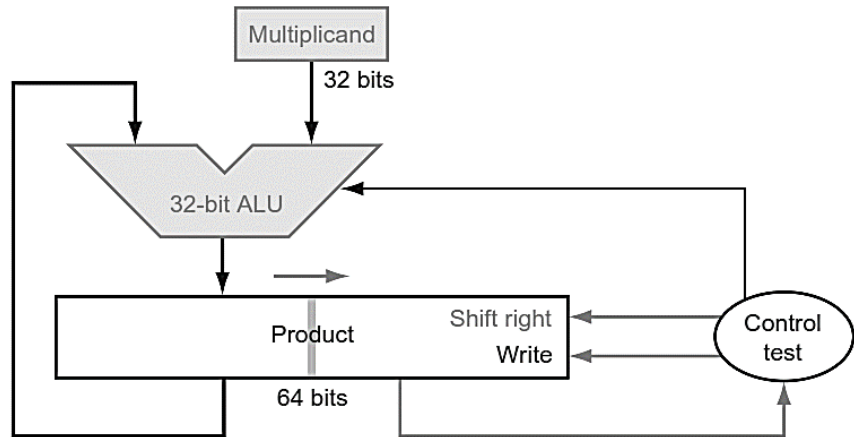 Multiplicand
32 bits
32-bit ALU
Product
Shift right
Write
64 bits
Control
test